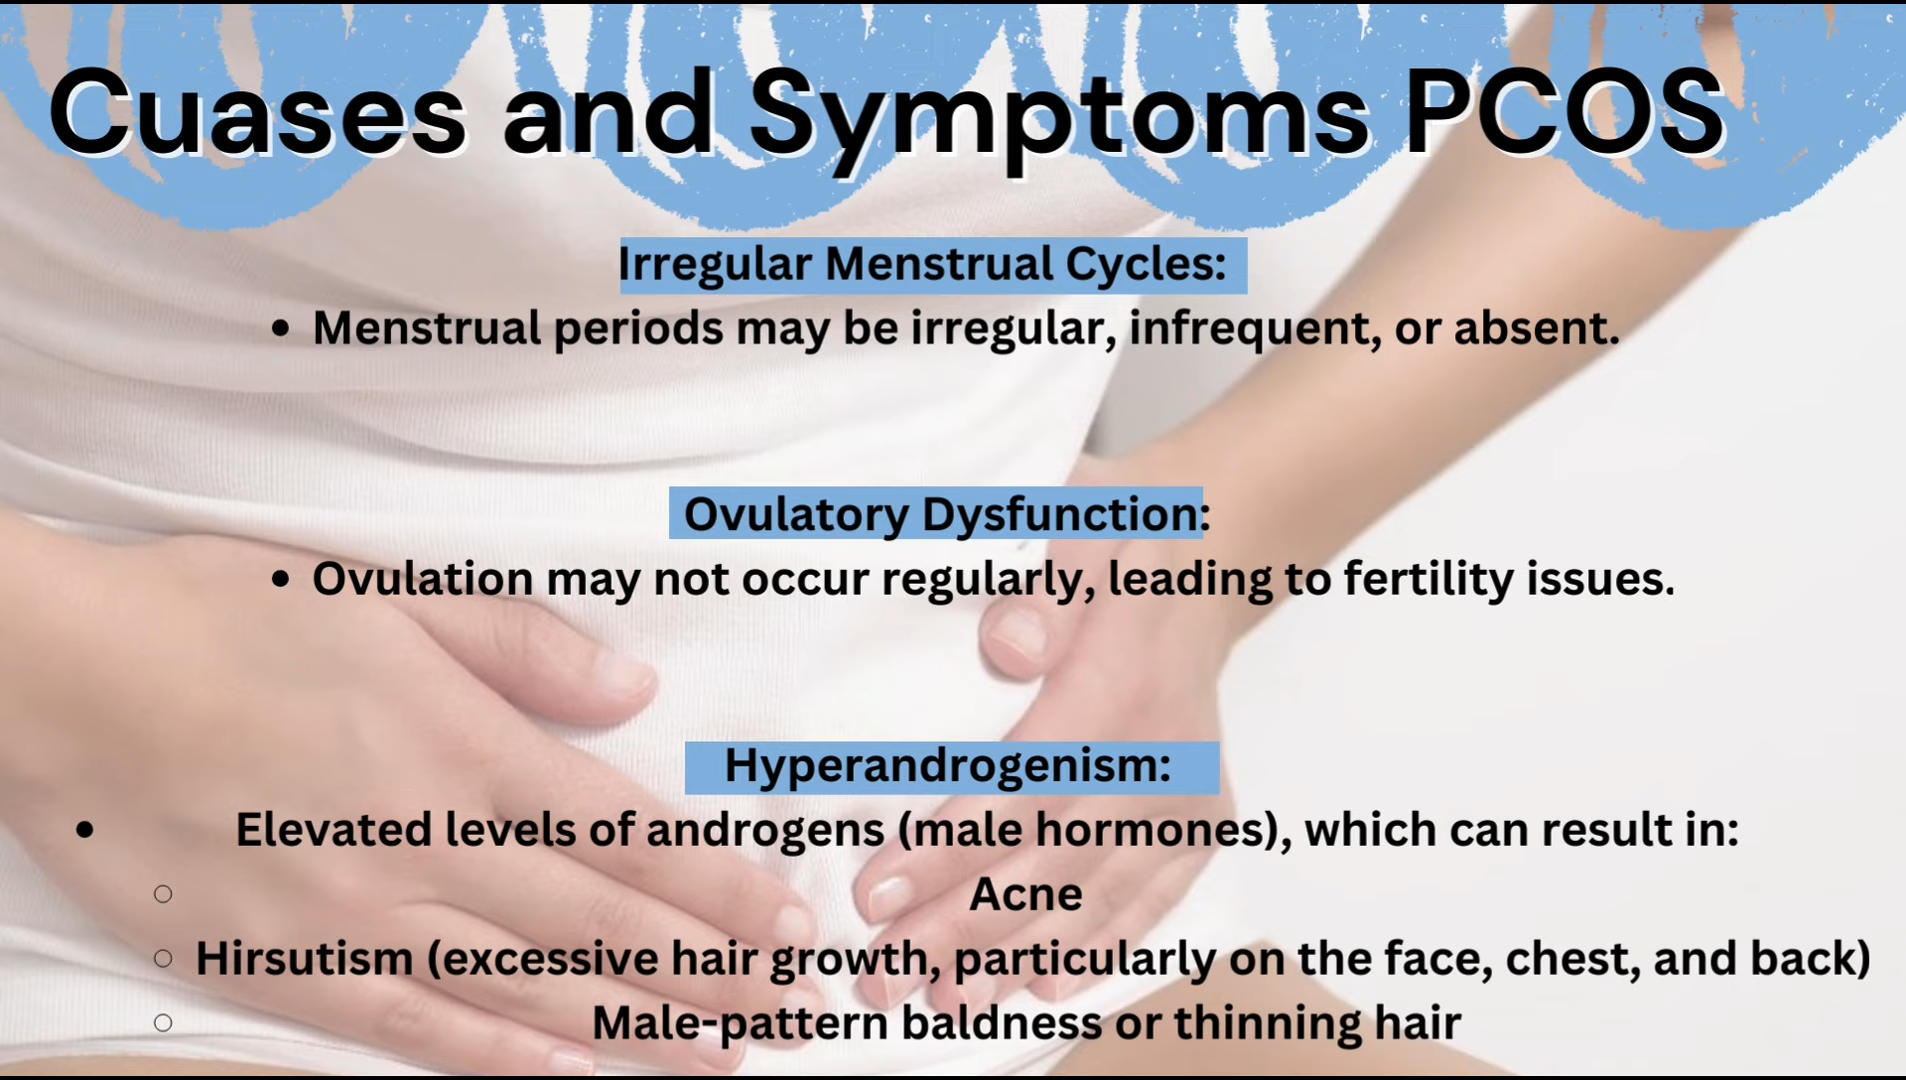 Cuases and Symptoms PCOS
Irregular Menstrual Cycles:
• Menstrual periods may be irregular, infrequent, or absent.
Ovulatory Dysfunction:
• Ovulation may not occur regularly, leading to fertility issues.
Hyperandrogenism:
• Elevated levels of androgens (male hormones), which can result in:
○ Acne
○ Hirsutism (excessive hair growth, particularly on the face, chest, and back)
○ Male-pattern baldness or thinning hair